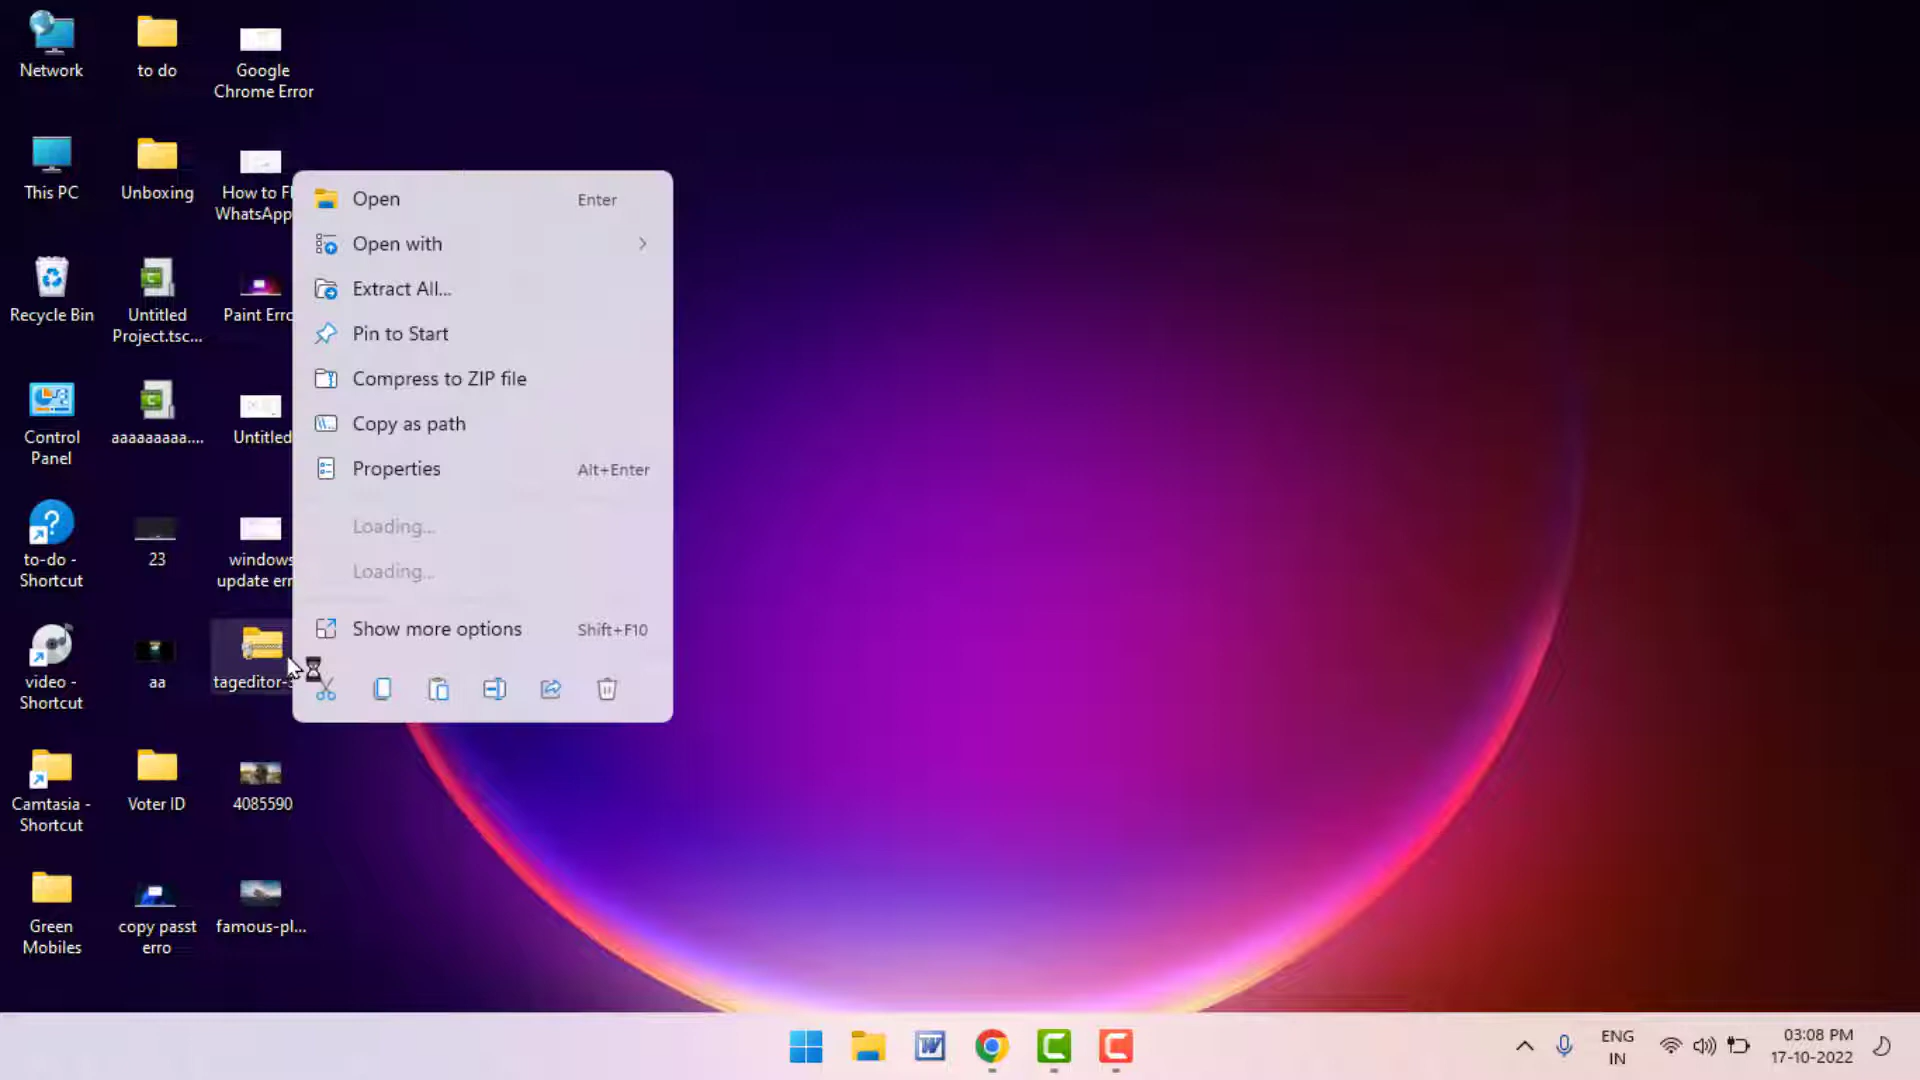 Network
to do
Google
Chrome Error
This PC
Unboxing
How to F
WhatsApp
Recycle Bin
Untitled
Project.tsc...
Paint Erro
Control
Panel
aaaaaaaaa....
Untitled
to-do -
Shortcut
23
windows
update err
video -
Shortcut
aa
tageditor-
Camtasia -
Shortcut
Voter ID
4085590
Green
Mobiles
copy passt
erro
famous-pl...
Open Enter
Open with
Extract All...
Pin to Start
Compress to ZIP file
Copy as path
Properties Alt+Enter
Loading...
Loading...
Show more options Shift+F10
ENG
IN
03:08 PM
17-10-2022